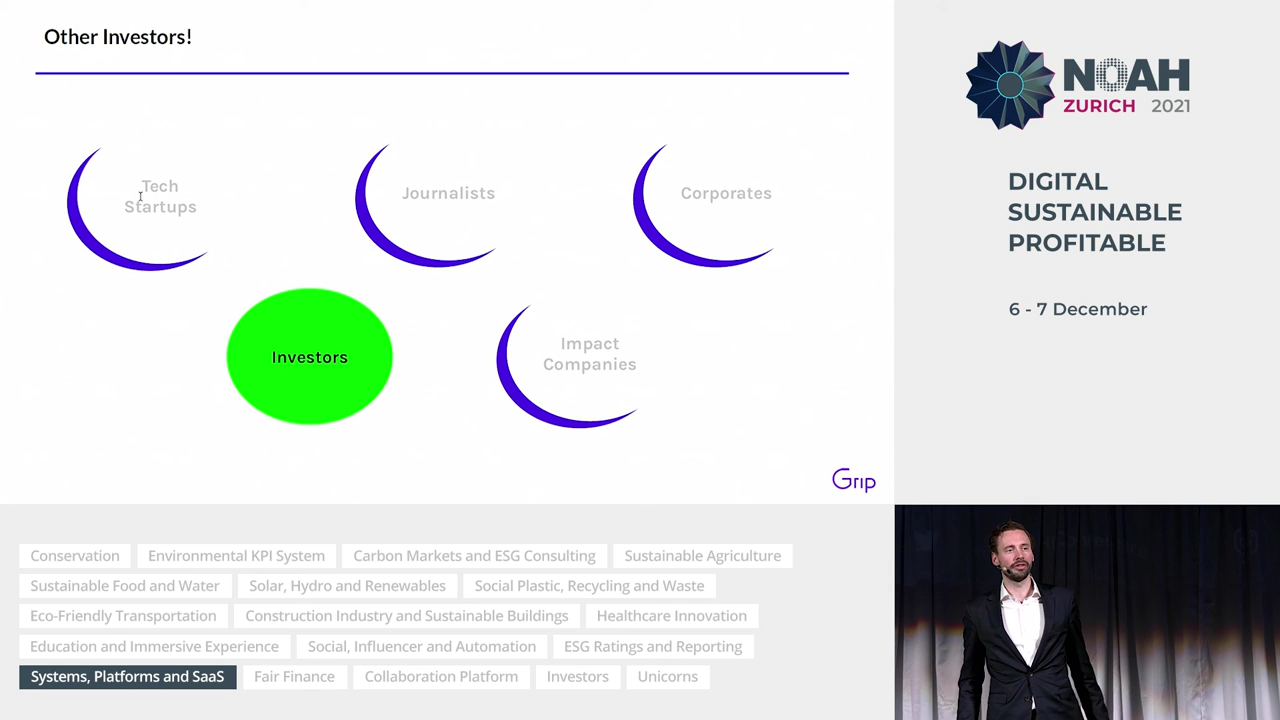 Other Investors!
Tech
Startups
Journalists
Corporates
Investors
Impact
Companies
Grip
NOAH
ZURICH 2021
DIGITAL
SUSTAINABLE
PROFITABLE
6 - 7 December
Conservation Environmental KPI System Carbon Markets and ESG Consulting Sustainable Agriculture
Sustainable Food and Water Solar, Hydro and Renewables Social Plastic, Recycling and Waste
Eco-Friendly Transportation Construction Industry and Sustainable Buildings Healthcare Innovation
Education and Immersive Experience Social, Influencer and Automation ESG Ratings and Reporting
Systems, Platforms and SaaS Fair Finance Collaboration Platform Investors Unicorns